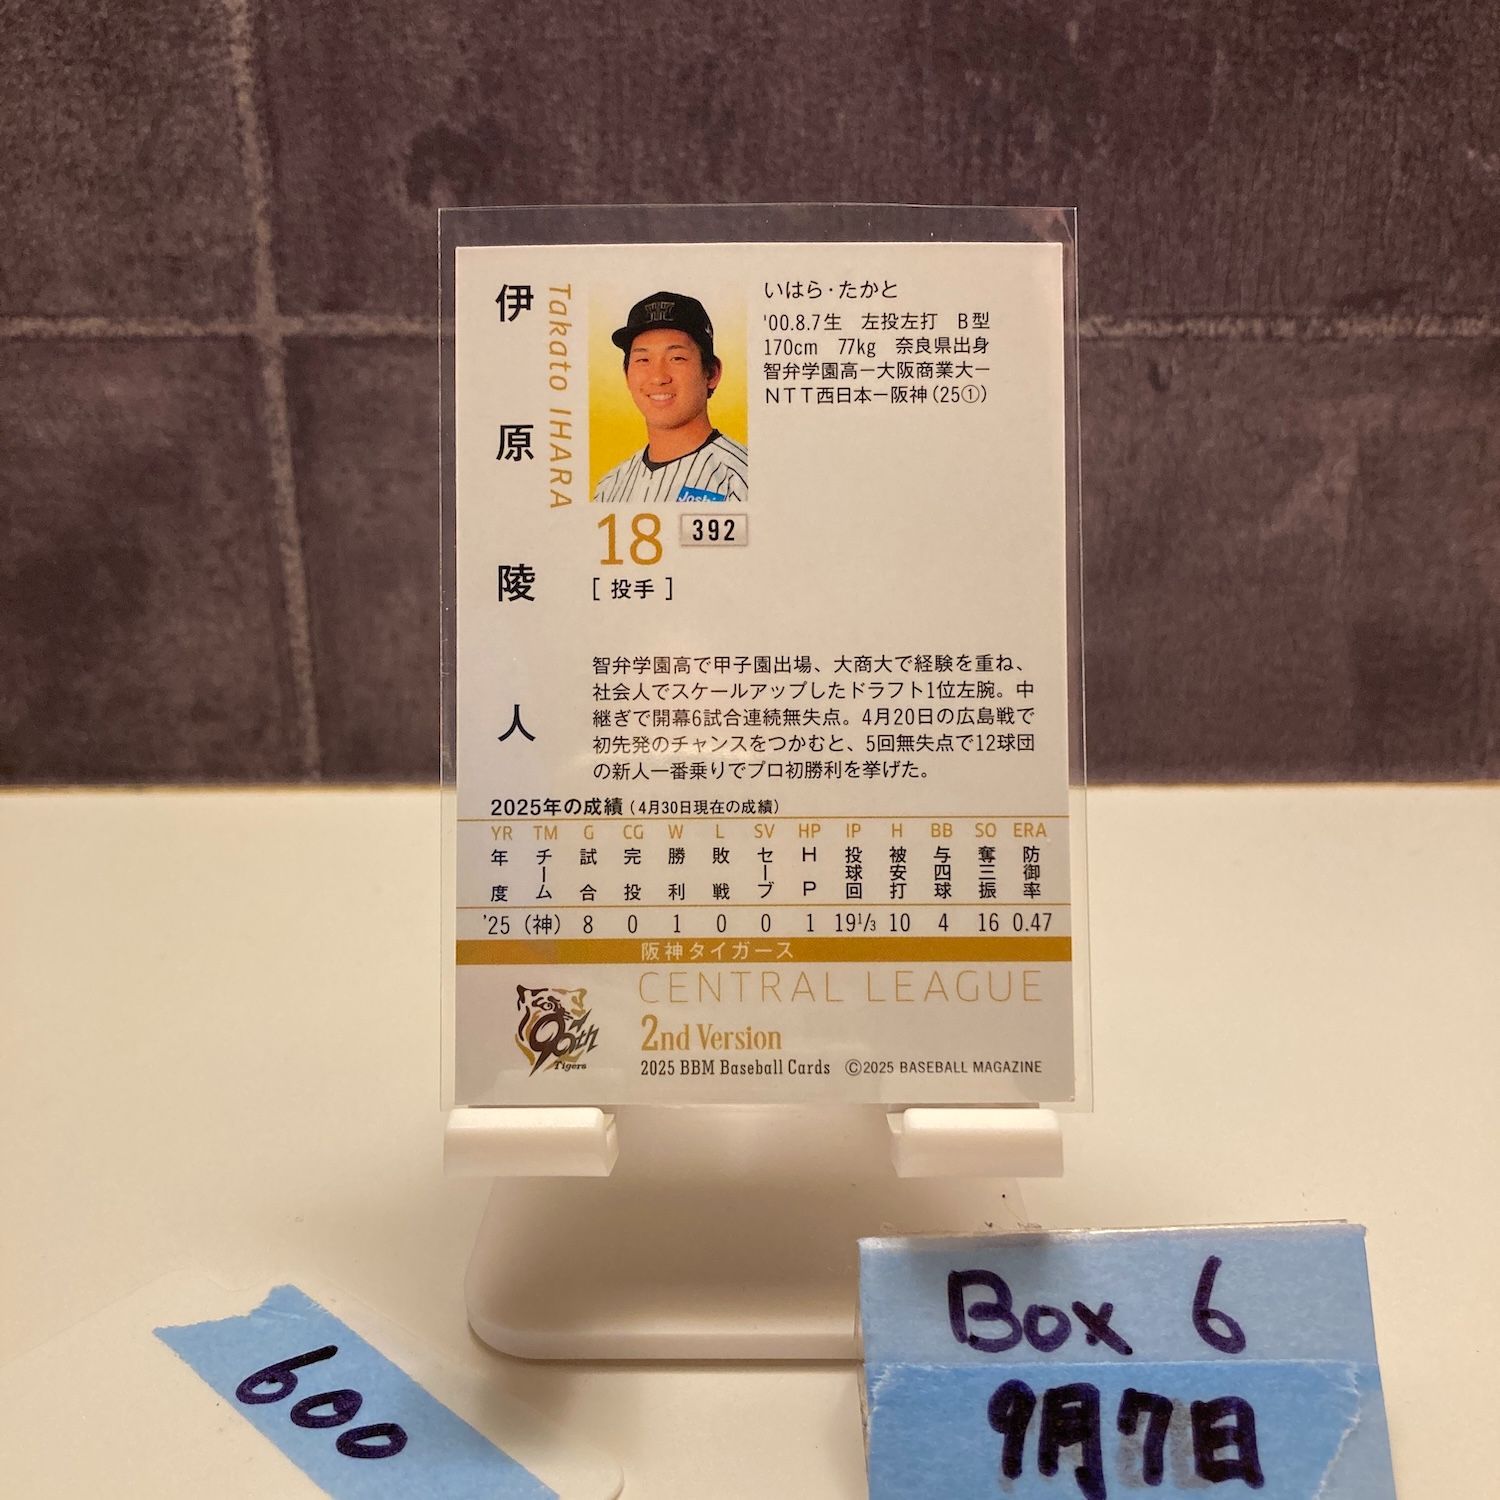 伊原陵人
Takato IHARA
いはら・たかと
'00.8.7生 左投左打 B型
170cm 77kg 奈良県出身
智弁学園高ー大阪商業大ー
NTT西日本ー阪神(25①)
18
392
[投手]
智弁学園高で甲子園出場、大商大で経験を重ね、
社会人でスケールアップしたドラフト1位左腕。中
継ぎで開幕6試合連続無失点。4月20日の広島戦で
初先発のチャンスをつかむと、5回無失点で12球団
の新人一番乗りでプロ初勝利を挙げた。
2025年の成績(4月30日現在の成績)
YR TM G CG W L SV HP IP H BB SO ERA
年度 チーム 試合 完投 勝利 敗戦 セーブ HP 投球回 被安打 与四球 奪三振 防御率
'25 (神) 8 0 1 0 0 1 19 1/3 10 4 16 0.47
阪神タイガース
CENTRAL LEAGUE
90th
Tigers
2nd Version
2025 BBM Baseball Cards ©2025 BASEBALL MAGAZINE
Box 6
9月7日
600